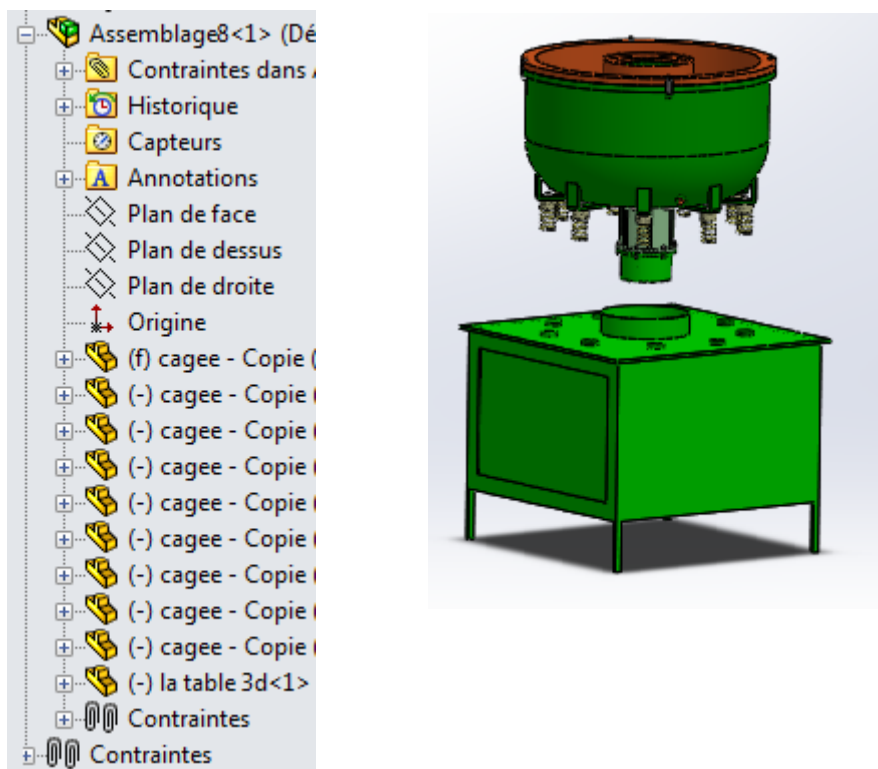 Assemblage8<1> (Dé
Contraintes dans
Historique
Capteurs
A Annotations
Plan de face
Plan de dessus
Plan de droite
Origine
(f) cagee - Copie (
(-) cagee - Copie (
(-) cagee - Copie (
(-) cagee - Copie (
(-) cagee - Copie (
(-) cagee - Copie (
(-) cagee - Copie (
(-) cagee - Copie (
(-) cagee - Copie (
(-) la table 3d<1>
Contraintes
Contraintes